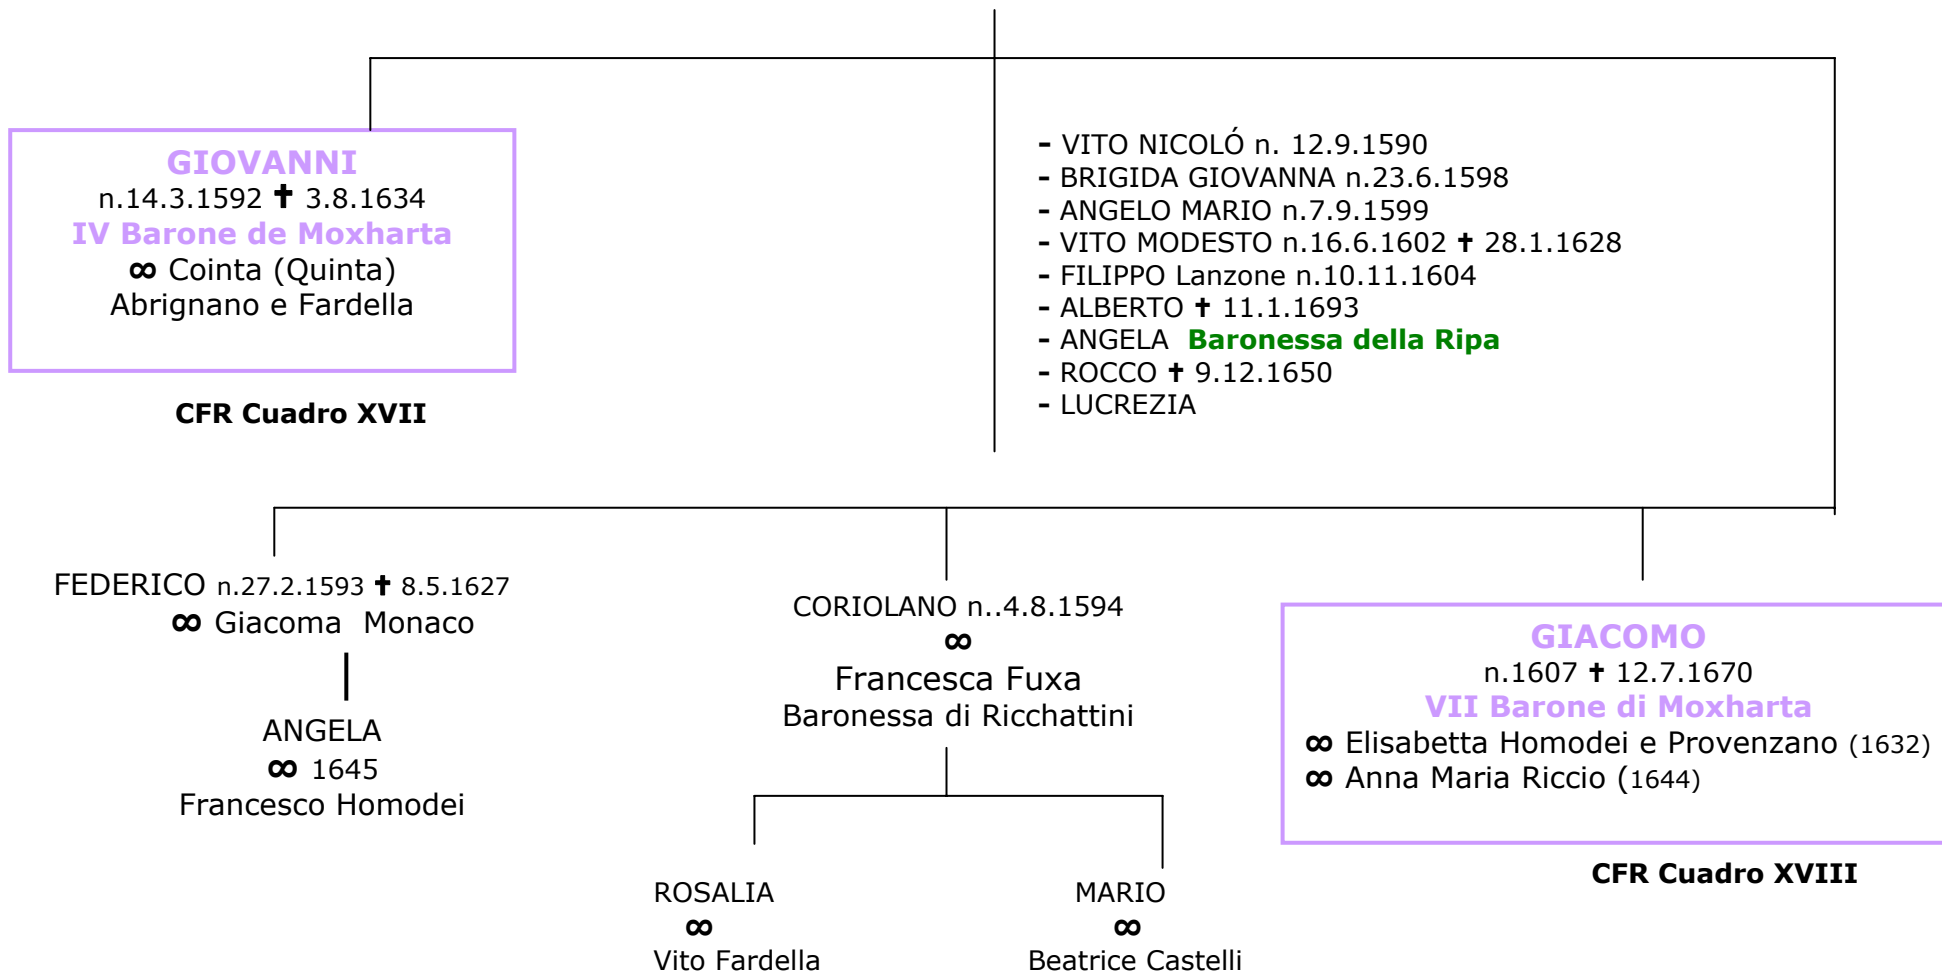 GIOVANNI
n.14.3.1592 ✝ 3.8.1634
IV Barone de Moxharta
∞ Cointa (Quinta)
Abrignano e Fardella
CFR Cuadro XVII
- VITO NICOLÓ n. 12.9.1590
- BRIGIDA GIOVANNA n.23.6.1598
- ANGELO MARIO n.7.9.1599
- VITO MODESTO n.16.6.1602 ✝ 28.1.1628
- FILIPPO Lanzone n.10.11.1604
- ALBERTO ✝ 11.1.1693
- ANGELA Baronessa della Ripa
- ROCCO ✝ 9.12.1650
- LUCREZIA
FEDERICO n.27.2.1593 ✝ 8.5.1627
∞ Giacoma Monaco
ANGELA
∞ 1645
Francesco Homodei
CORIOLANO n..4.8.1594
∞
Francesca Fuxa
Baronessa di Ricchattini
ROSALIA
∞
Vito Fardella
MARIO
∞
Beatrice Castelli
GIACOMO
n.1607 ✝ 12.7.1670
VII Barone di Moxharta
∞ Elisabetta Homodei e Provenzano (1632)
∞ Anna Maria Riccio (1644)
CFR Cuadro XVIII